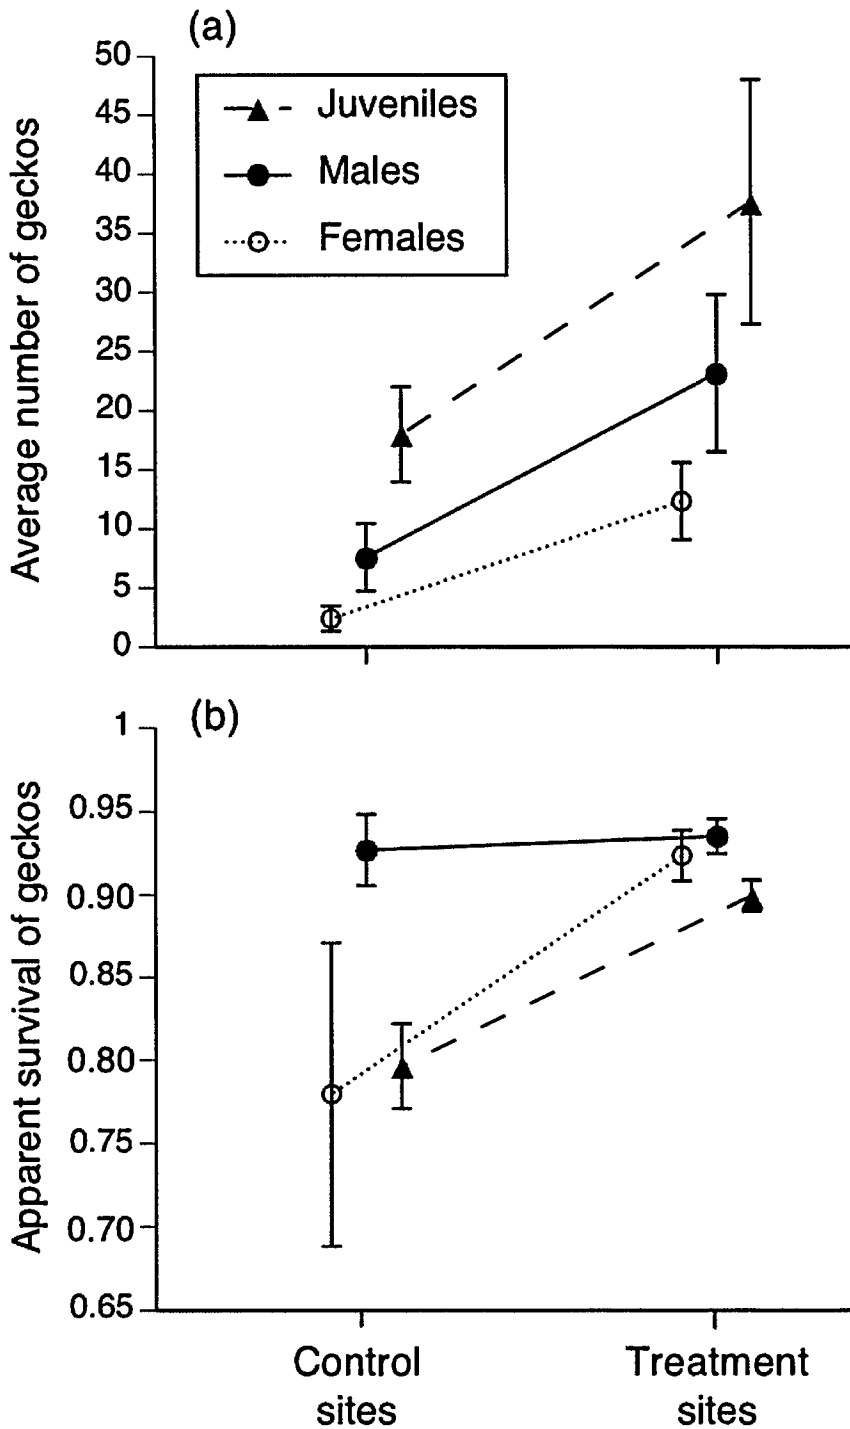 (a)
Average number of geckos
50
45
40
35
30
25
20
15
10
5
0
Juveniles
Males
Females
(b)
Apparent survival of geckos
1
0.95
0.90
0.85
0.80
0.75
0.70
0.65
Control
sites
Treatment
sites